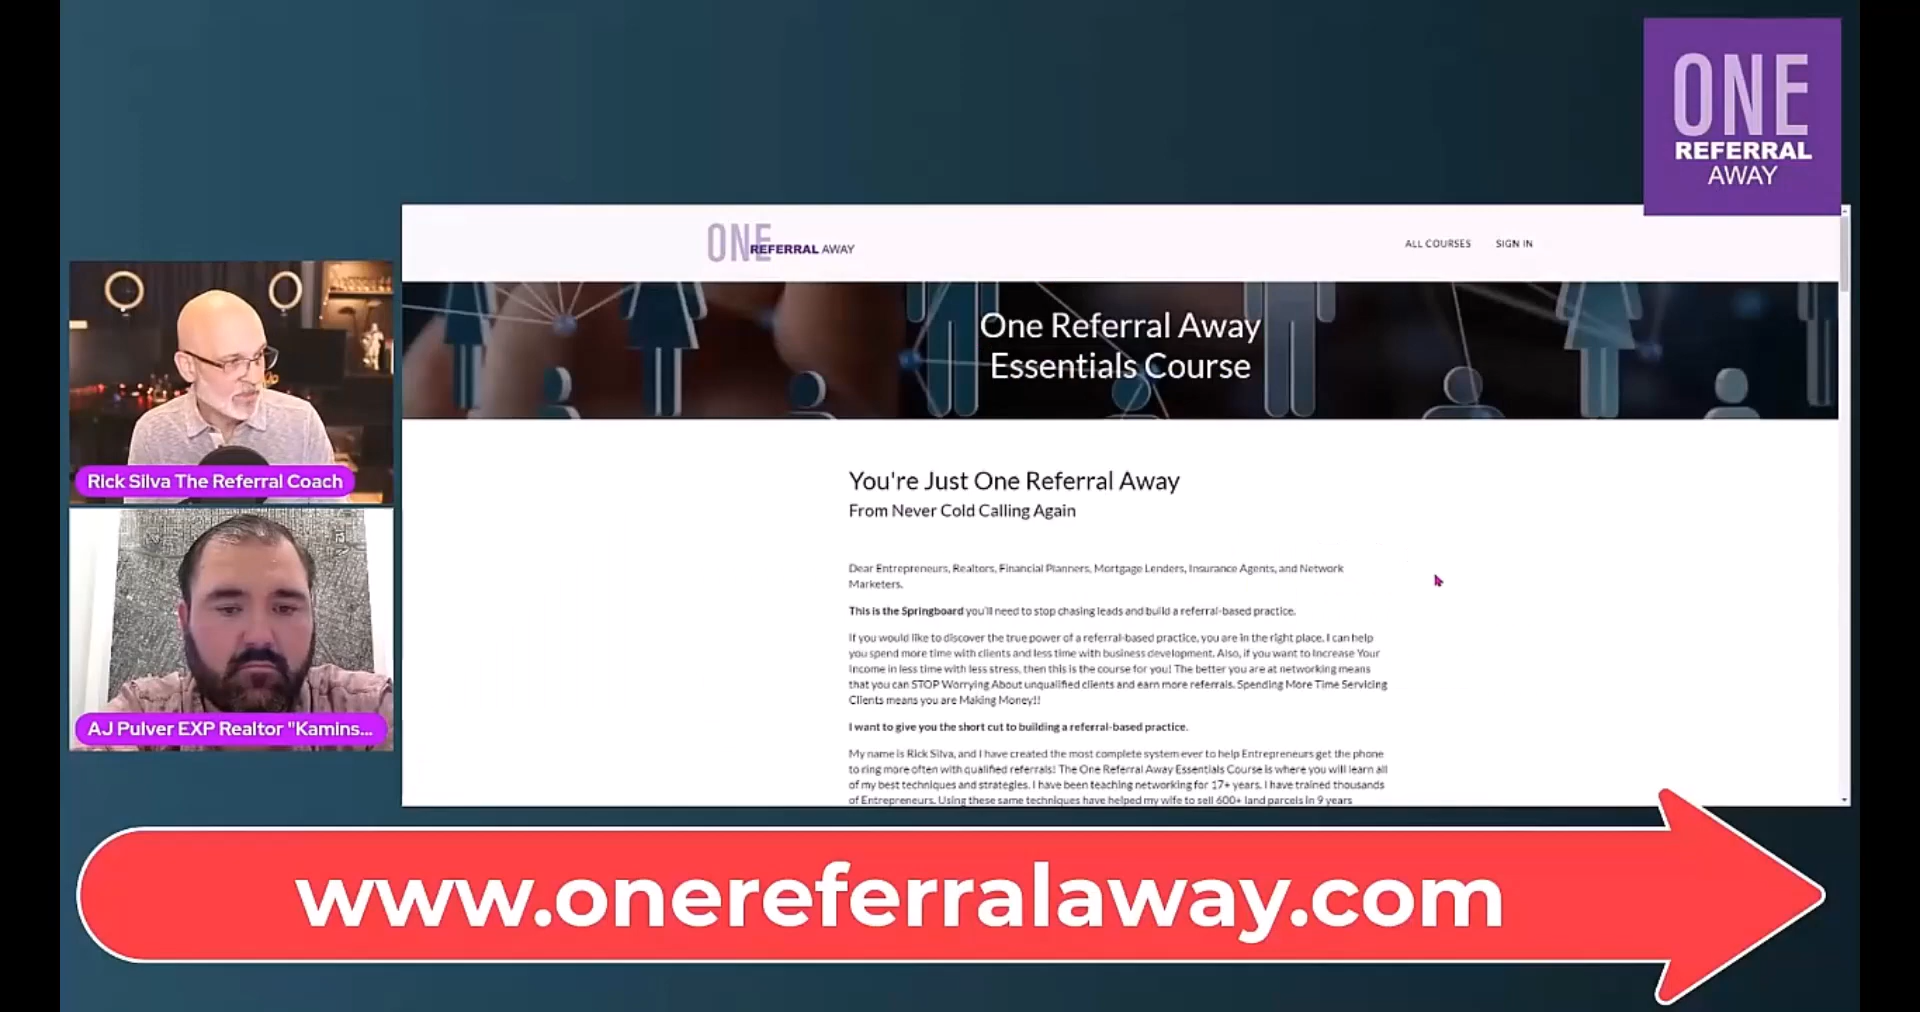 ONE
REFERRAL
AWAY
ONE REFERRAL AWAY
ALL COURSES SIGN IN
One Referral Away
Essentials Course
You're Just One Referral Away
From Never Cold Calling Again
Dear Entrepreneurs, Realtors, Financial Planners, Mortgage Lenders, Insurance Agents, and Network
Marketers.
This is the Springboard you'll need to stop chasing leads and build a referral-based practice.
If you would like to discover the true power of a referral-based practice, you are in the right place. I can help
you spend more time with clients and less time with business development. Also, if you want to Increase Your
Income in less time with less stress, then this is the course for you! The better you are at networking means
that you can STOP Worrying About unqualified clients and earn more referrals. Spending More Time Servicing
Clients means you are Making Money!!
I want to give you the short cut to building a referral-based practice.
My name is Rick Silva, and I have created the most complete system ever to help Entrepreneurs get the phone
to ring more often with qualified referrals! The One Referral Away Essentials Course is where you will learn all
of my best techniques and strategies. I have been teaching networking for 17+ years. I have trained thousands
of Entrepreneurs. Using these same techniques have helped my wife to sell 600+ land parcels in 9 years
Rick Silva The Referral Coach
AJ Pulver EXP Realtor "Kamins...
www.onereferralaway.com